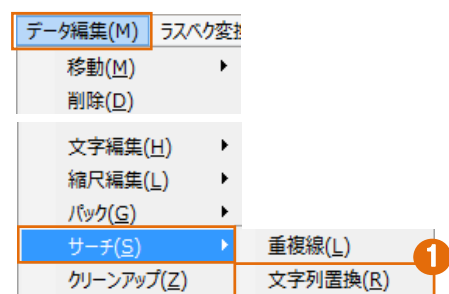 データ編集(M) ラスベク変
移動(M)
削除(D)
文字編集(H)
縮尺編集(L)
パック(G)
サーチ(S) 重複線(L)
1
クリーンアップ(Z) 文字列置換(R)